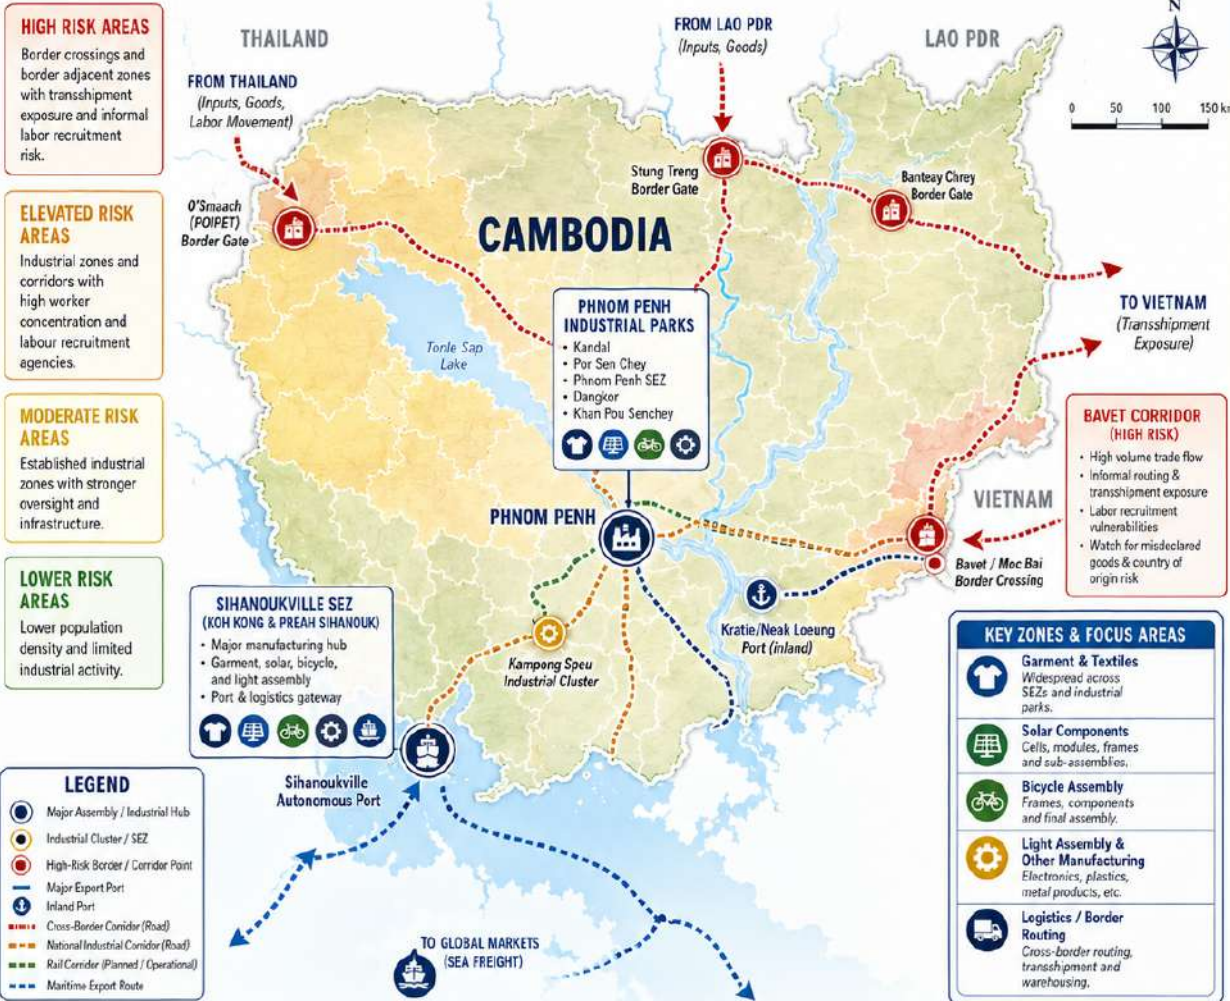 HIGH RISK AREAS
Border crossings and
border adjacent zones
with transshipment
exposure and informal
labor recruitment
risk.
ELEVATED RISK
AREAS
Industrial zones and
corridors with
high worker
concentration and
labour recruitment
agencies.
MODERATE RISK
AREAS
Established industrial
zones with stronger
oversight and
infrastructure.
LOWER RISK
AREAS
Lower population
density and limited
industrial activity.
THAILAND
FROM THAILAND
(Inputs, Goods,
Labor Movement)
O'Smaach
(POIPET)
Border Gate
FROM LAO PDR
(Inputs, Goods)
LAO PDR
N
0 50 100 150 km
Stung Treng
Border Gate
Banteay Chrey
Border Gate
CAMBODIA
Tonle Sap
Lake
PHNOM PENH
INDUSTRIAL PARKS
• Kandal
• Por Sen Chey
• Phnom Penh SEZ
• Dangkor
• Khan Pou Senchey
TO VIETNAM
(Transshipment
Exposure)
BAVET CORRIDOR
(HIGH RISK)
• High volume trade flow
• Informal routing &
transshipment exposure
• Labor recruitment
vulnerabilities
• Watch for misdeclared
goods & country of
origin risk
VIETNAM
PHNOM PENH
Bavet / Moc Bai
Border Crossing
Kratie/Neak Loeung
Port (inland)
Kampong Speu
Industrial Cluster
SIHANOUKVILLE SEZ
(KOH KONG & PREAH SIHANOUK)
• Major manufacturing hub
• Garment, solar, bicycle,
and light assembly
• Port & logistics gateway
Sihanoukville
Autonomous Port
TO GLOBAL MARKETS
(SEA FREIGHT)
LEGEND
Major Assembly / Industrial Hub
Industrial Cluster / SEZ
High-Risk Border / Corridor Point
Major Export Port
Inland Port
Cross-Border Corridor (Road)
National Industrial Corridor (Road)
Rail Corridor (Planned / Operational)
Maritime Export Route
KEY ZONES & FOCUS AREAS
Garment & Textiles
Widespread across
SEZs and industrial
parks.
Solar Components
Cells, modules, frames
and sub-assemblies.
Bicycle Assembly
Frames, components
and final assembly.
Light Assembly &
Other Manufacturing
Electronics, plastics,
metal products, etc.
Logistics / Border
Routing
Cross-border routing,
transshipment and
warehousing.